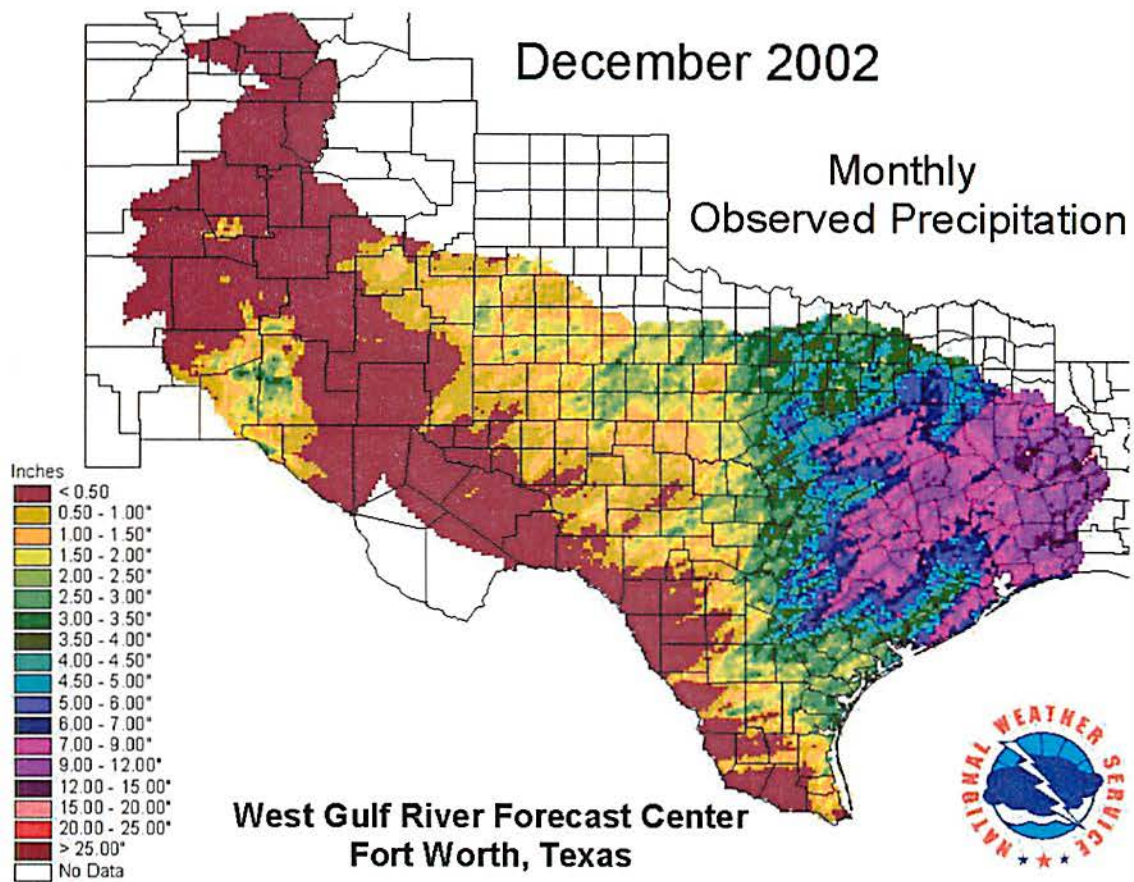 December 2002
Monthly
Observed Precipitation
Inches
< 0.50
0.50 - 1.00"
1.00 - 1.50"
1.50 - 2.00"
2.00 - 2.50"
2.50 - 3.00"
3.00 - 3.50"
3.50 - 4.00"
4.00 - 4.50"
4.50 - 5.00"
5.00 - 6.00"
6.00 - 7.00"
7.00 - 9.00"
9.00 - 12.00"
12.00 - 15.00"
15.00 - 20.00"
20.00 - 25.00"
> 25.00"
No Data
West Gulf River Forecast Center
Fort Worth, Texas
NATIONAL WEATHER SERVICE